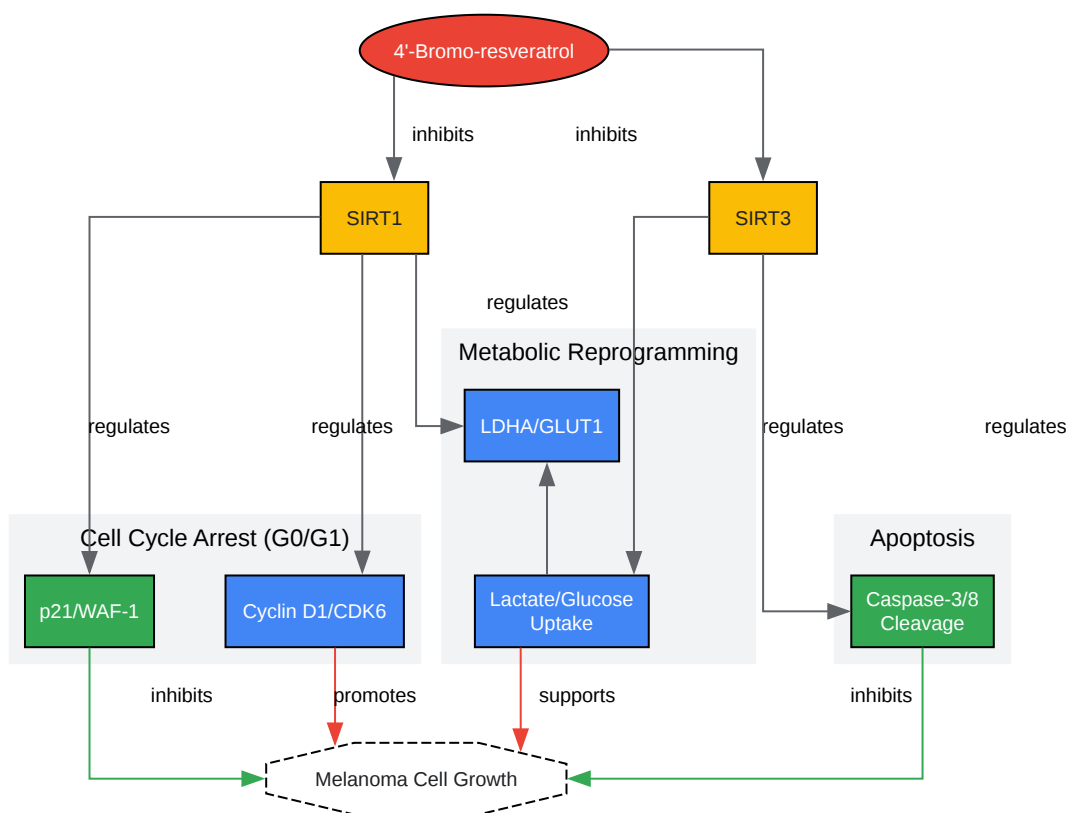 4'-Bromo-resveratrol
inhibits
inhibits
SIRT1
SIRT3
regulates
Metabolic Reprogramming
LDHA/GLUT1
regulates
regulates
regulates
regulates
Cell Cycle Arrest (G0/G1)
Apoptosis
p21/WAF-1
Cyclin D1/CDK6
Lactate/Glucose
Uptake
Caspase-3/8
Cleavage
inhibits
promotes
supports
inhibits
Melanoma Cell Growth